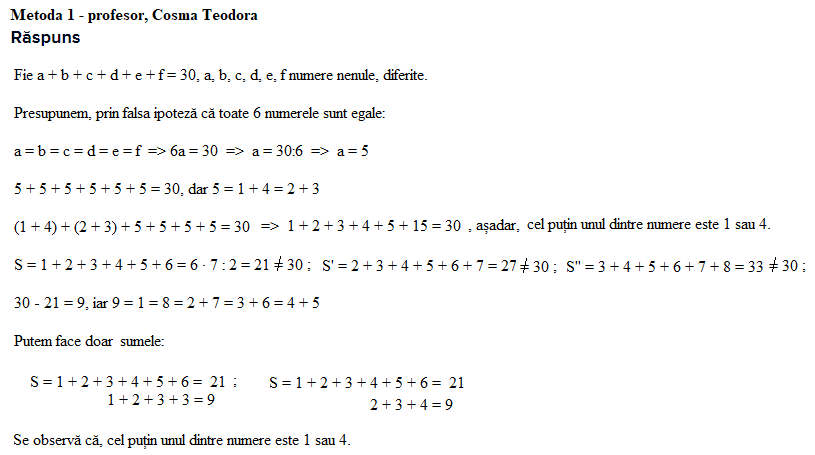 Metoda 1 - profesor, Cosma Teodora
Răspuns
Fie a + b + c + d + e + f = 30, a, b, c, d, e, f numere nenule, diferite.
Presupunem, prin falsa ipoteză că toate 6 numerele sunt egale:
a = b = c = d = e = f => 6a = 30 => a = 30:6 => a = 5
5 + 5 + 5 + 5 + 5 + 5 = 30, dar 5 = 1 + 4 = 2 + 3
(1 + 4) + (2 + 3) + 5 + 5 + 5 + 5 = 30 => 1 + 2 + 3 + 4 + 5 + 15 = 30 , așadar, cel puțin unul dintre numere este 1 sau 4.
S = 1 + 2 + 3 + 4 + 5 + 6 = 6 · 7 : 2 = 21 ≠ 30 ; S' = 2 + 3 + 4 + 5 + 6 + 7 = 27 ≠ 30 ; S" = 3 + 4 + 5 + 6 + 7 + 8 = 33 ≠ 30 ;
30 - 21 = 9, iar 9 = 1 = 8 = 2 + 7 = 3 + 6 = 4 + 5
Putem face doar sumele:
S = 1 + 2 + 3 + 4 + 5 + 6 = 21 ; S = 1 + 2 + 3 + 4 + 5 + 6 = 21
1 + 2 + 3 + 3 = 9 2 + 3 + 4 = 9
Se observă că, cel puțin unul dintre numere este 1 sau 4.